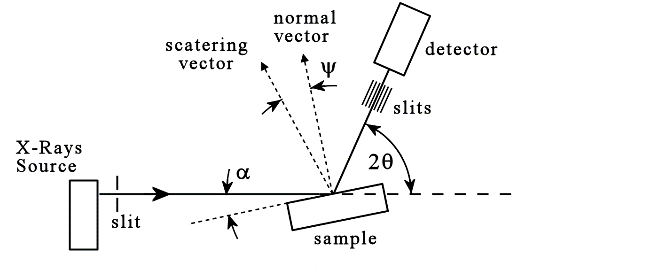 normal
vector
scatering
vector
ψ
detector
slits
X-Rays
Source
α
2θ
slit
sample